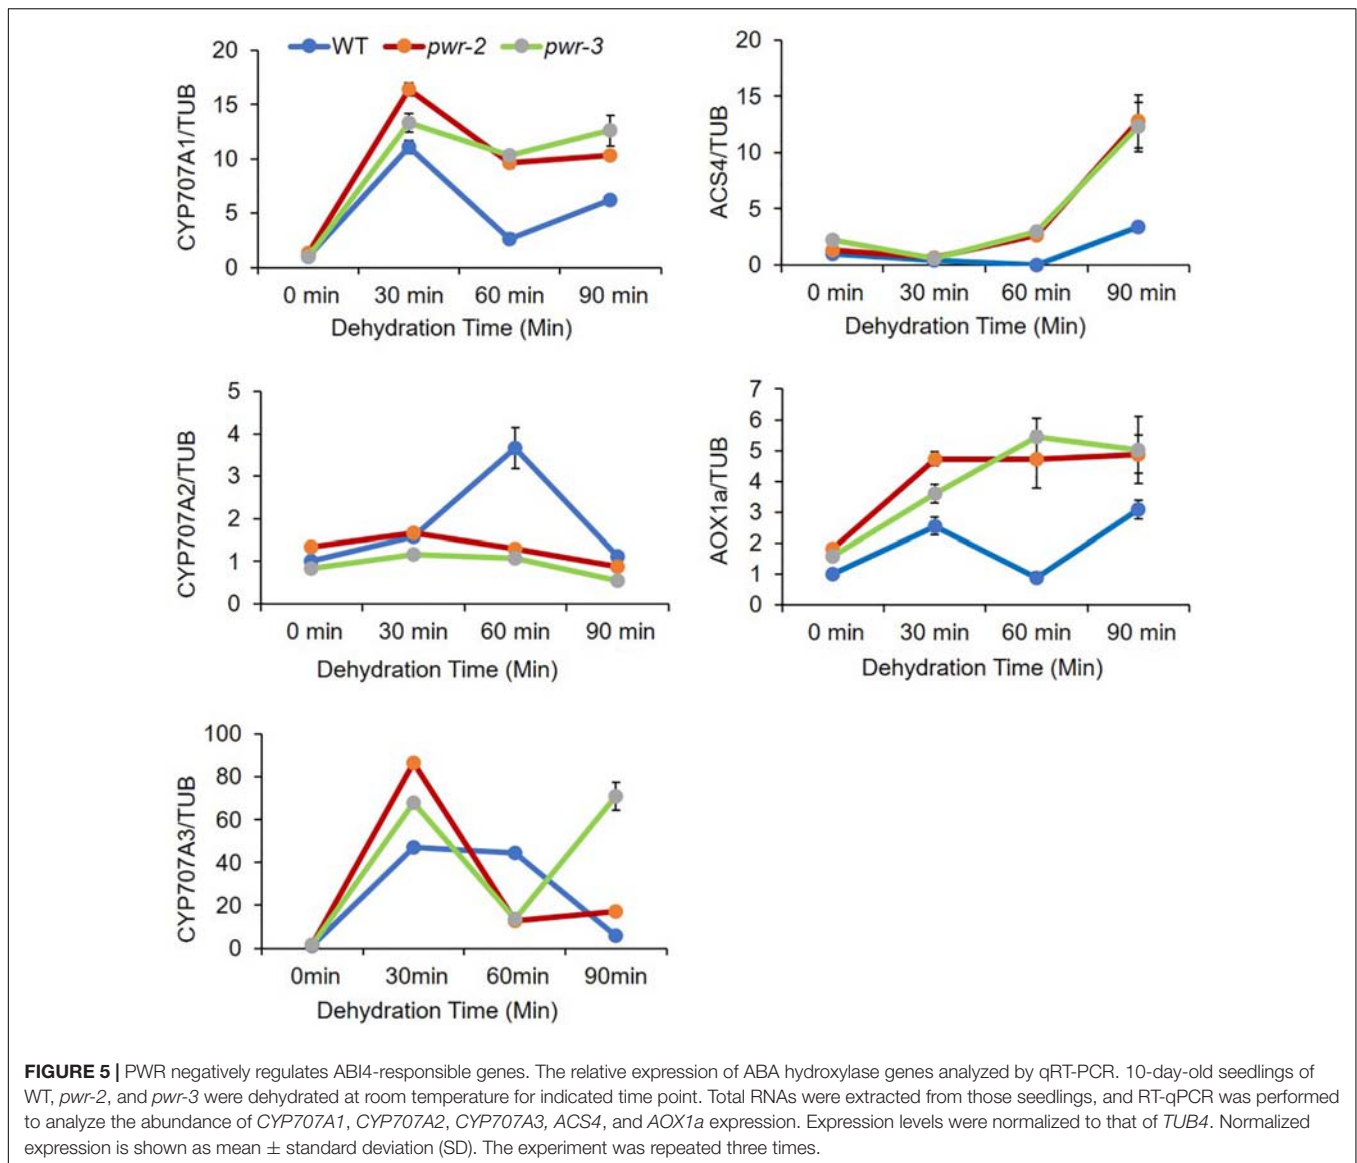 WT pwr-2 pwr-3
CYP707A1/TUB
20
15
10
5
0
0 min 30 min 60 min 90 min
Dehydration Time (Min)
ACS4/TUB
20
15
10
5
0
0 min 30 min 60 min 90 min
Dehydration Time (Min)
CYP707A2/TUB
5
4
3
2
1
0
0 min 30 min 60 min 90 min
Dehydration Time (Min)
AOX1a/TUB
7
6
5
4
3
2
1
0
0 min 30 min 60 min 90 min
Dehydration Time (Min)
CYP707A3/TUB
100
80
60
40
20
0
0min 30min 60min 90min
Dehydration Time (Min)
FIGURE 5 | PWR negatively regulates ABI4-responsible genes. The relative expression of ABA hydroxylase genes analyzed by qRT-PCR. 10-day-old seedlings of
WT, pwr-2, and pwr-3 were dehydrated at room temperature for indicated time point. Total RNAs were extracted from those seedlings, and RT-qPCR was performed
to analyze the abundance of CYP707A1, CYP707A2, CYP707A3, ACS4, and AOX1a expression. Expression levels were normalized to that of TUB4. Normalized
expression is shown as mean ± standard deviation (SD). The experiment was repeated three times.